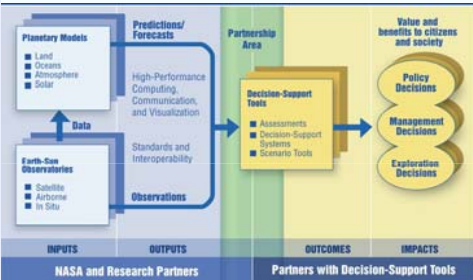 Planetary Models
Land
Oceans
Atmosphere
Solar
Data
Earth-Sun
Observatories
Satellite
Airborne
In Situ
Predictions/
Forecasts
High-Performance
Computing,
Communication,
and Visualization
Standards and
Interoperability
Observations
Partnership
Area
Decision-Support
Tools
Assessments
Decision-Support
Systems
Scenario Tools
Value and
benefits to citizens
and society
Policy
Decisions
Management
Decisions
Exploration
Decisions
INPUTS
OUTPUTS
OUTCOMES
IMPACTS
NASA and Research Partners
Partners with Decision-Support Tools